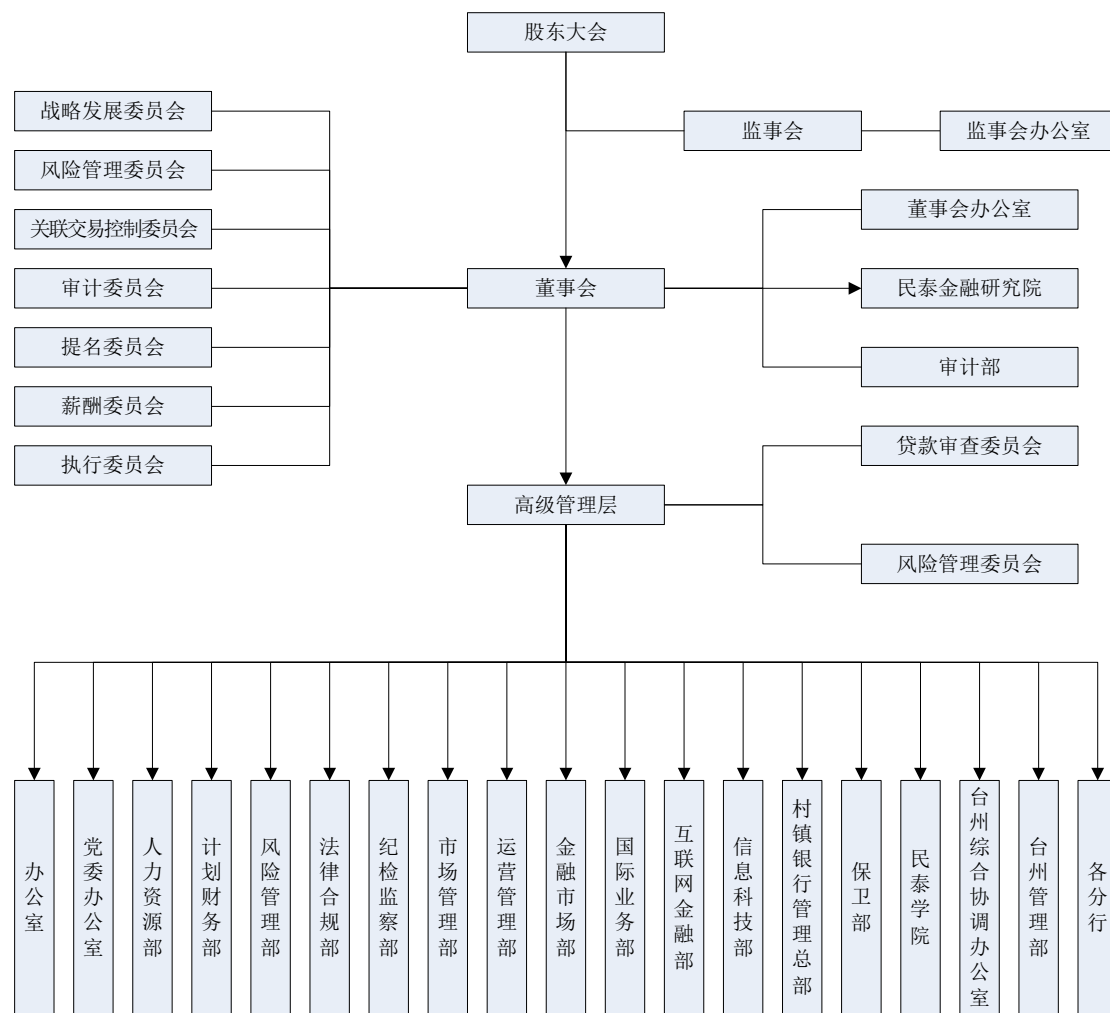 股东大会
战略发展委员会
监事会
监事会办公室
风险管理委员会
董事会办公室
关联交易控制委员会
审计委员会
董事会
民泰金融研究院
提名委员会
审计部
薪酬委员会
贷款审查委员会
执行委员会
高级管理层
风险管理委员会
办公室
党委办公室
人力资源部
计划财务部
风险管理部
法律合规部
纪检监察部
市场管理部
运营管理部
金融市场部
国际业务部
互联网金融部
信息科技部
村镇银行管理总部
保卫部
民泰学院
台州综合协调办公室
台州管理部
各分行